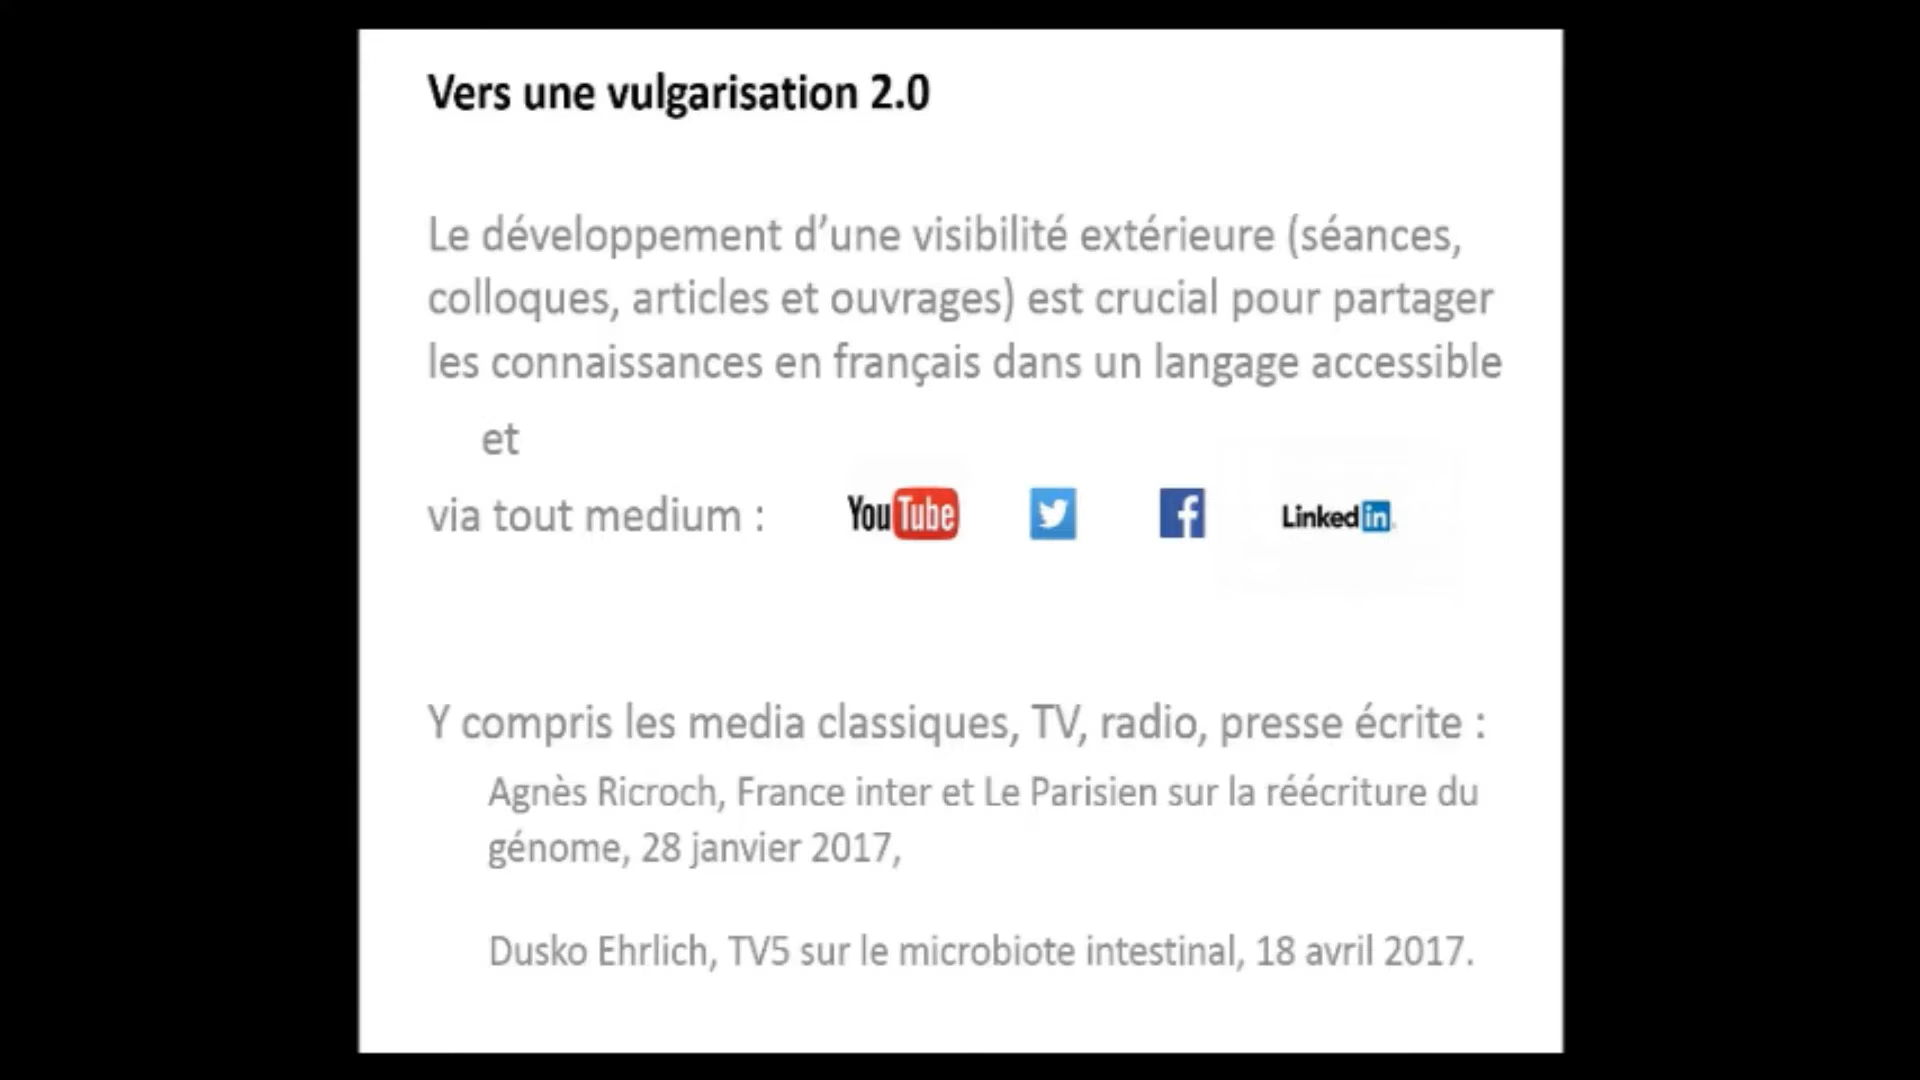 Vers une vulgarisation 2.0
Le développement d’une visibilité extérieure (séances,
colloques, articles et ouvrages) est crucial pour partager
les connaissances en français dans un langage accessible
et
via tout medium : YouTube f Linkedin
Y compris les media classiques, TV, radio, presse écrite :
Agnès Ricroch, France inter et Le Parisien sur la réécriture du
génome, 28 janvier 2017,
Dusko Ehrlich, TV5 sur le microbiote intestinal, 18 avril 2017.